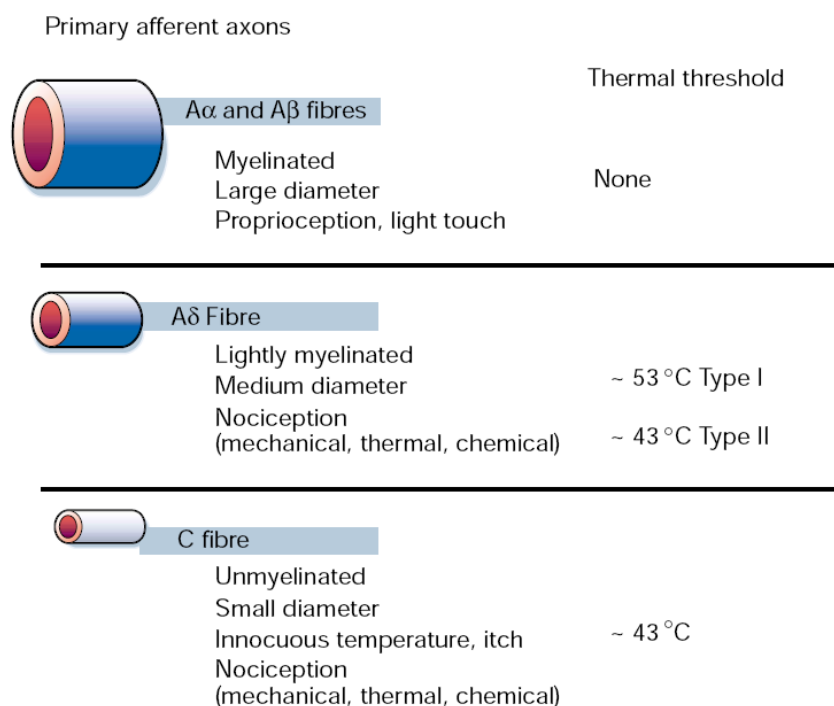 Primary afferent axons
Thermal threshold
Aα and Aβ fibres
Myelinated
Large diameter
Proprioception, light touch
None
Aδ Fibre
Lightly myelinated
Medium diameter
Nociception
(mechanical, thermal, chemical)
~ 53 °C Type I
~ 43 °C Type II
C fibre
Unmyelinated
Small diameter
Innocuous temperature, itch
Nociception
(mechanical, thermal, chemical)
~ 43 °C